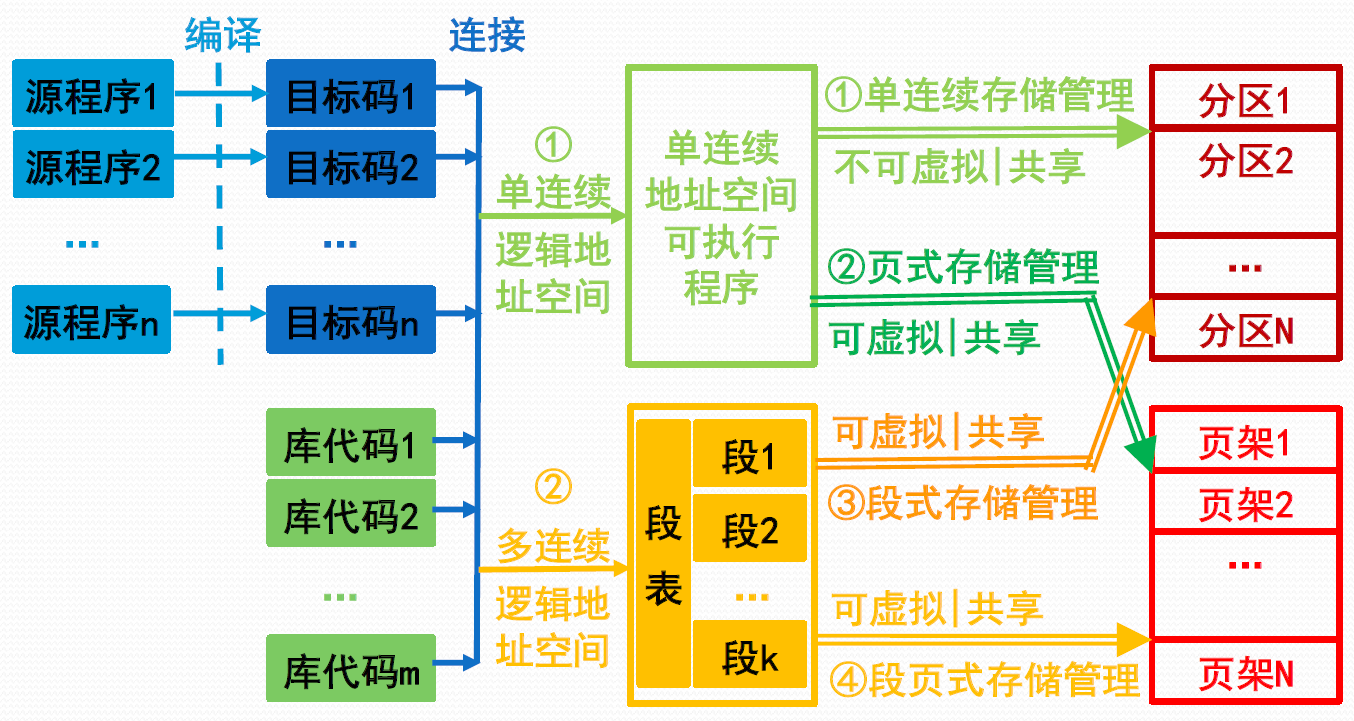 编译
连接
源程序1
源程序2
...
源程序n
目标码1
目标码2
...
目标码n
库代码1
库代码2
...
库代码m
①
单连续
逻辑地
址空间
②
多连续
逻辑地
址空间
单连续
地址空间
可执行
程序
段
表
段1
段2
...
段k
①单连续存储管理
不可虚拟|共享
②页式存储管理
可虚拟|共享
可虚拟|共享
③段式存储管理
可虚拟|共享
④段页式存储管理
分区1
分区2
...
分区N
页架1
页架2
...
页架N